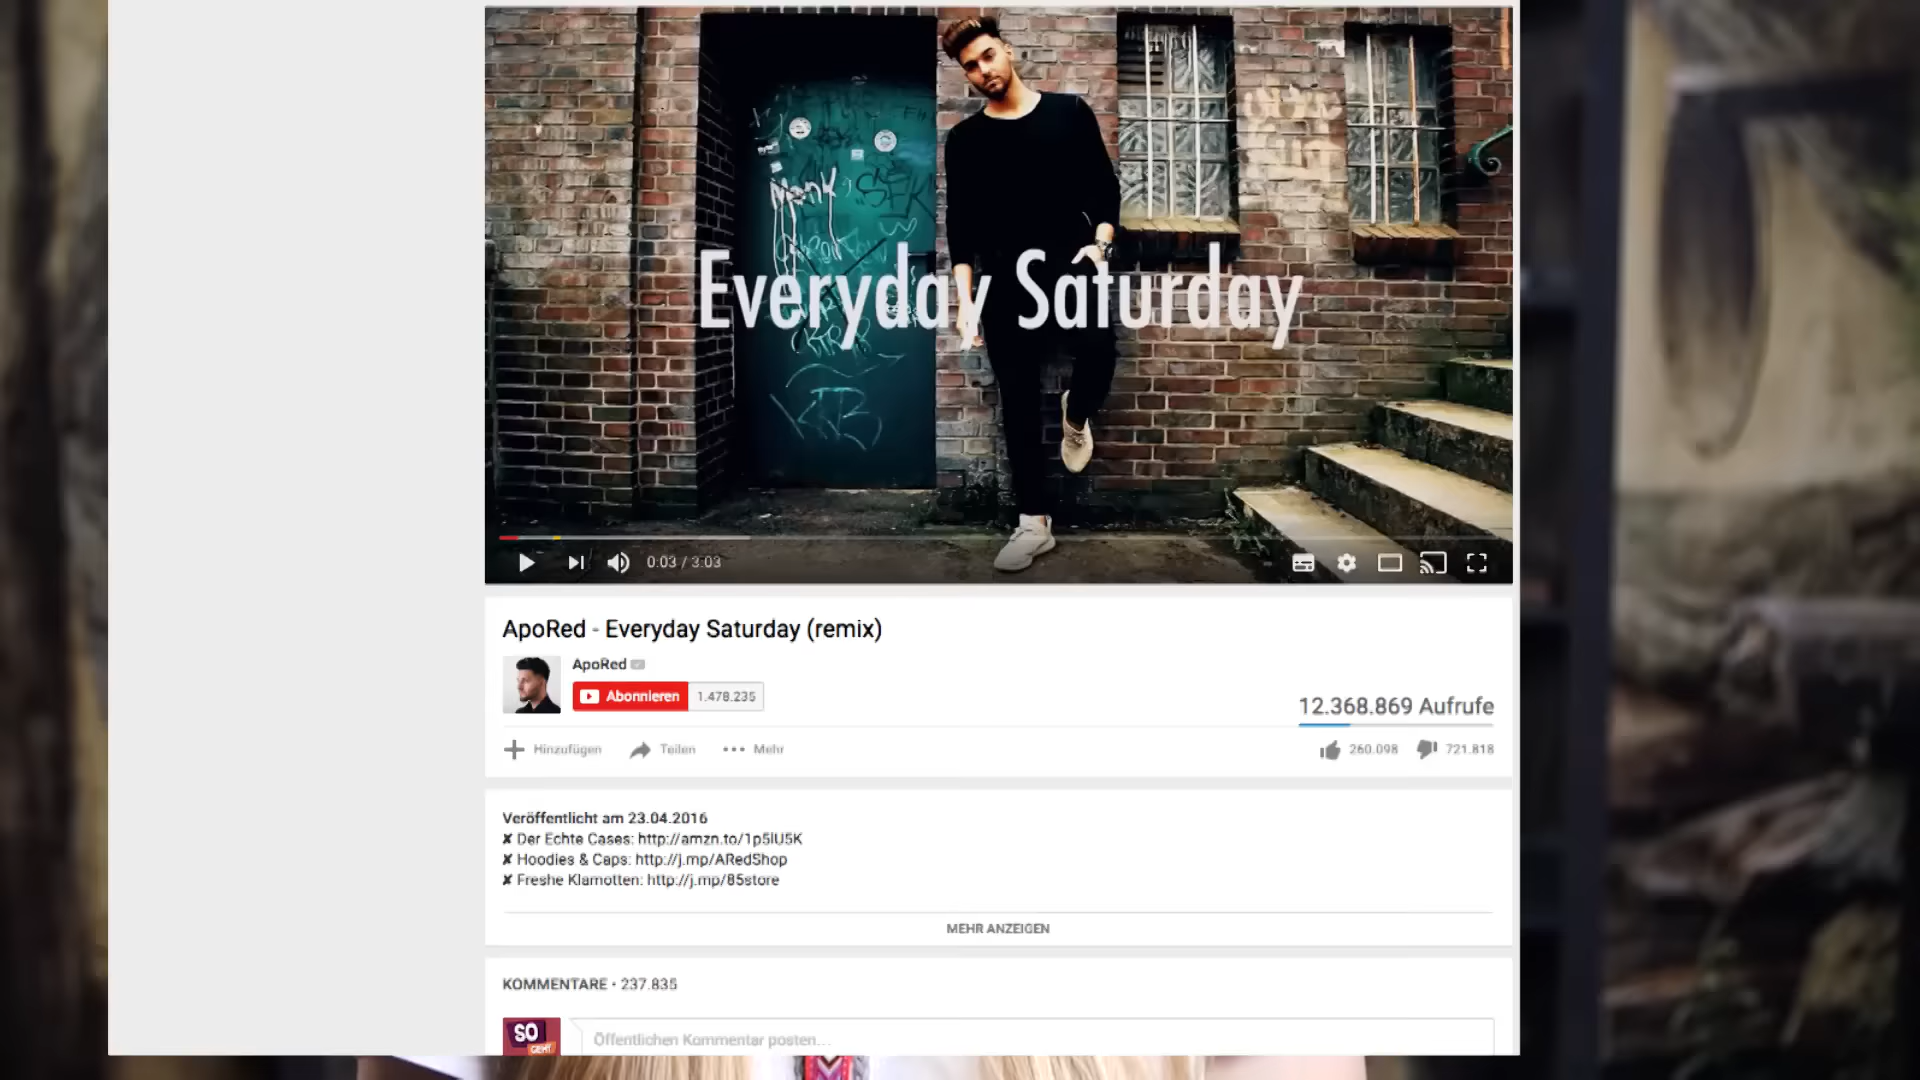 Monk
Everyday Saturday
0:03 / 3:03
ApoRed - Everyday Saturday (remix)
ApoRed
Abonnieren 1.478.235
12.368.869 Aufrufe
Hinzufügen Teilen Mehr
260.098 721.818
Veröffentlicht am 23.04.2016
✘ Der Echte Cases: http://amzn.to/1p5lU5K
✘ Hoodies & Caps: http://j.mp/ARedShop
✘ Freshe Klamotten: http://j.mp/85store
MEHR ANZEIGEN
KOMMENTARE • 237.835
SO
GEHT
Öffentlichen Kommentar posten...